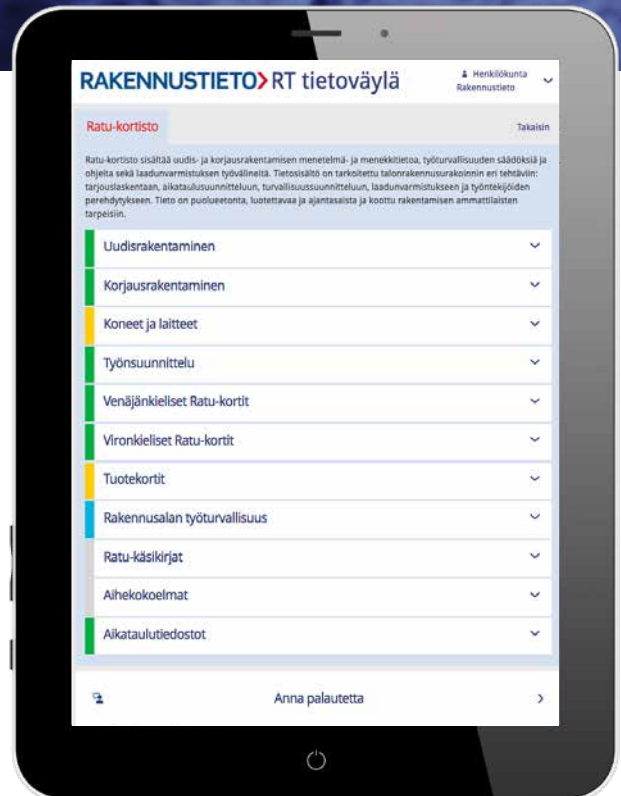 RAKENNUSTIETO> RT tietoväylä
Henkilökunta
Rakennustieto
Ratu-kortisto
Takaisin
Ratu-kortisto sisältää uudis- ja korjausrakentamisen menetelmä- ja menekkitietoa, työturvallisuuden säädöksiä ja
ohjeita sekä laadunvarmistuksen työvälineitä. Tietosisältö on tarkoitettu talonrakennusurakoinnin eri tehtäviin:
tarjouslaskentaan, aikataulusuunnitteluun, turvallisuussuunnitteluun, laadunvarmistukseen ja työntekijöiden
perehdytykseen. Tieto on puolueetonta, luotettavaa ja ajantasaista ja koottu rakentamisen ammattilaisten
tarpeisiin.
Uudisrakentaminen
Korjausrakentaminen
Koneet ja laitteet
Työnsuunnittelu
Venäjänkieliset Ratu-kortit
Vironkieliset Ratu-kortit
Tuotekortit
Rakennusalan työturvallisuus
Ratu-käsikirjat
Aihekokoelmat
Aikataulutiedostot
Anna palautetta